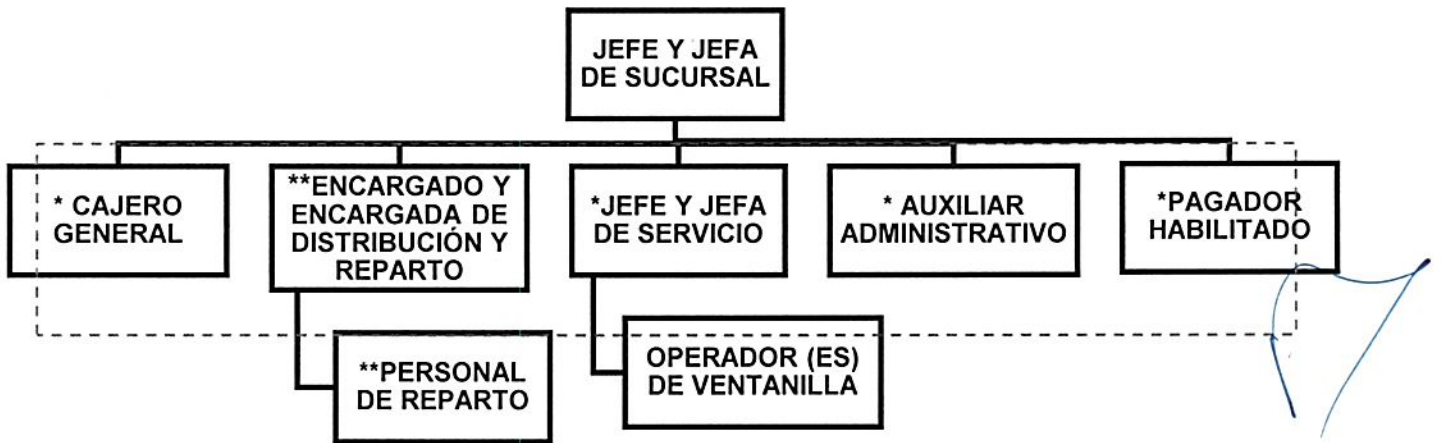 JEFE Y JEFA
DE SUCURSAL
* CAJERO
GENERAL
**ENCARGADO Y
ENCARGADA DE
DISTRIBUCIÓN Y
REPARTO
*JEFE Y JEFA
DE SERVICIO
* AUXILIAR
ADMINISTRATIVO
*PAGADOR
HABILITADO
**PERSONAL
DE REPARTO
OPERADOR (ES)
DE VENTANILLA